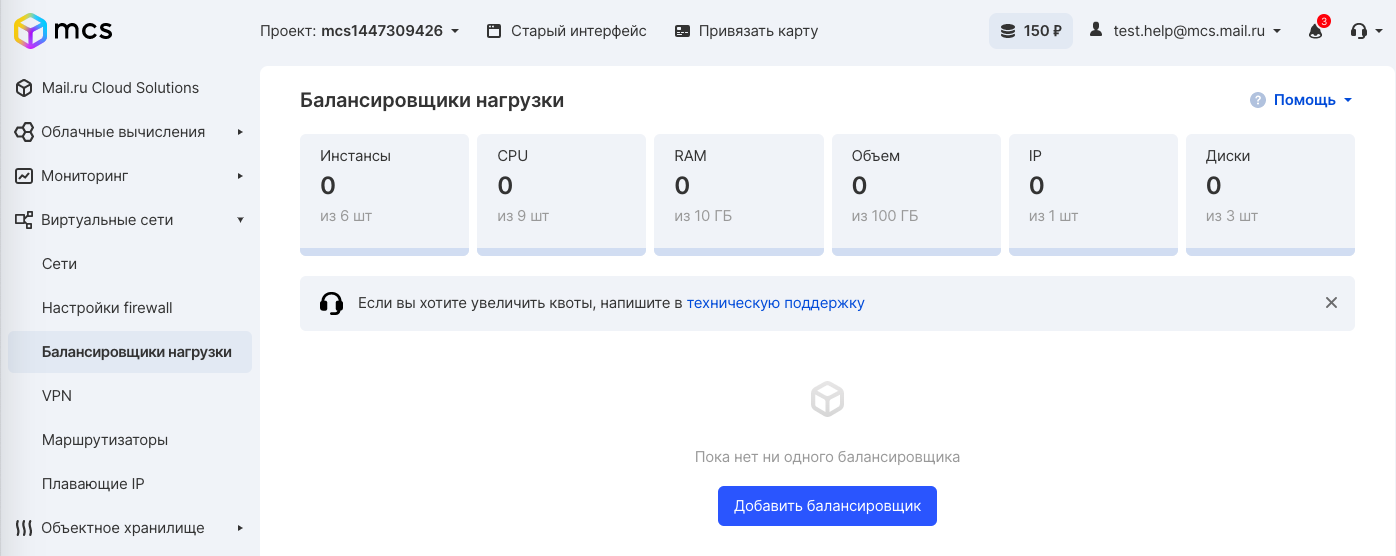 mcs
Проект: mcs1447309426
Старый интерфейс
Привязать карту
150 ₽
test.help@mcs.mail.ru
3
Mail.ru Cloud Solutions
Облачные вычисления
Мониторинг
Виртуальные сети
Сети
Настройки firewall
Балансировщики нагрузки
VPN
Маршрутизаторы
Плавающие IP
Объектное хранилище
Балансировщики нагрузки
? Помощь
Инстансы
0
из 6 шт
CPU
0
из 9 шт
RAM
0
из 10 ГБ
Объем
0
из 100 ГБ
IP
0
из 1 шт
Диски
0
из 3 шт
Если вы хотите увеличить квоты, напишите в техническую поддержку
Пока нет ни одного балансировщика
Добавить балансировщик